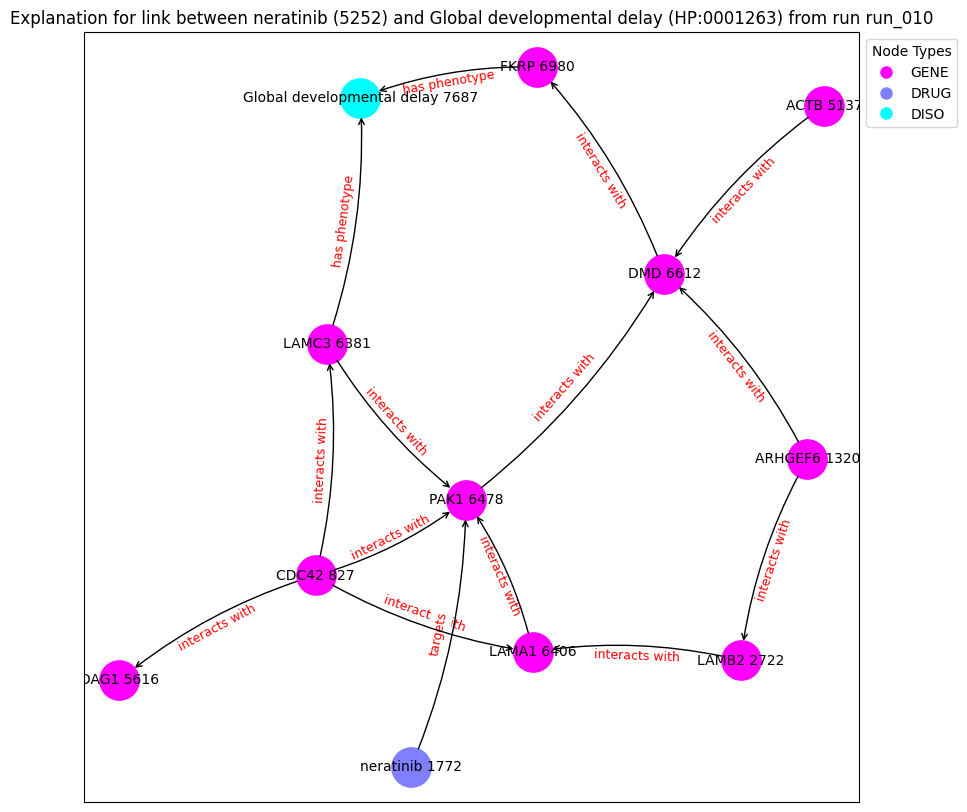 Explanation for link between neratinib (5252) and Global developmental delay (HP:0001263) from run run_010
Node Types
GENE
DRUG
DISO
FKRP 6980
has phenotype
Global developmental delay 7687
ACTB 5137
interacts with
interacts with
has phenotype
DMD 6612
LAMC3 6381
interacts with
interacts with
interacts with
interacts with
ARHGEF6 1320
PAK1 6478
interacts with
interacts with
interacts with
CDC42 827
interact ith
targets
interacts with
LAMA1 6406
interacts with
LAMB2 2722
DAG1 5616
neratinib 1772